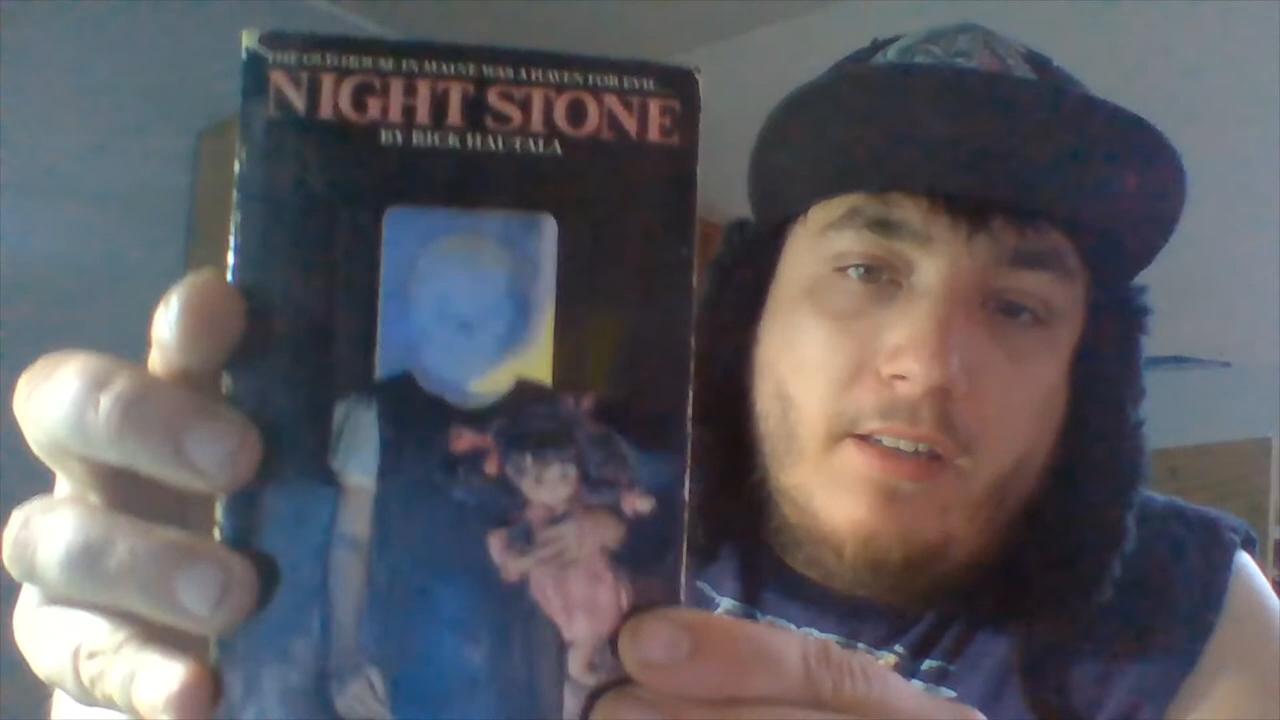 THE OLD HOUSE IN MAINE WAS A HAVEN FOR EVIL...
NIGHT STONE
BY RICK HAUTALA